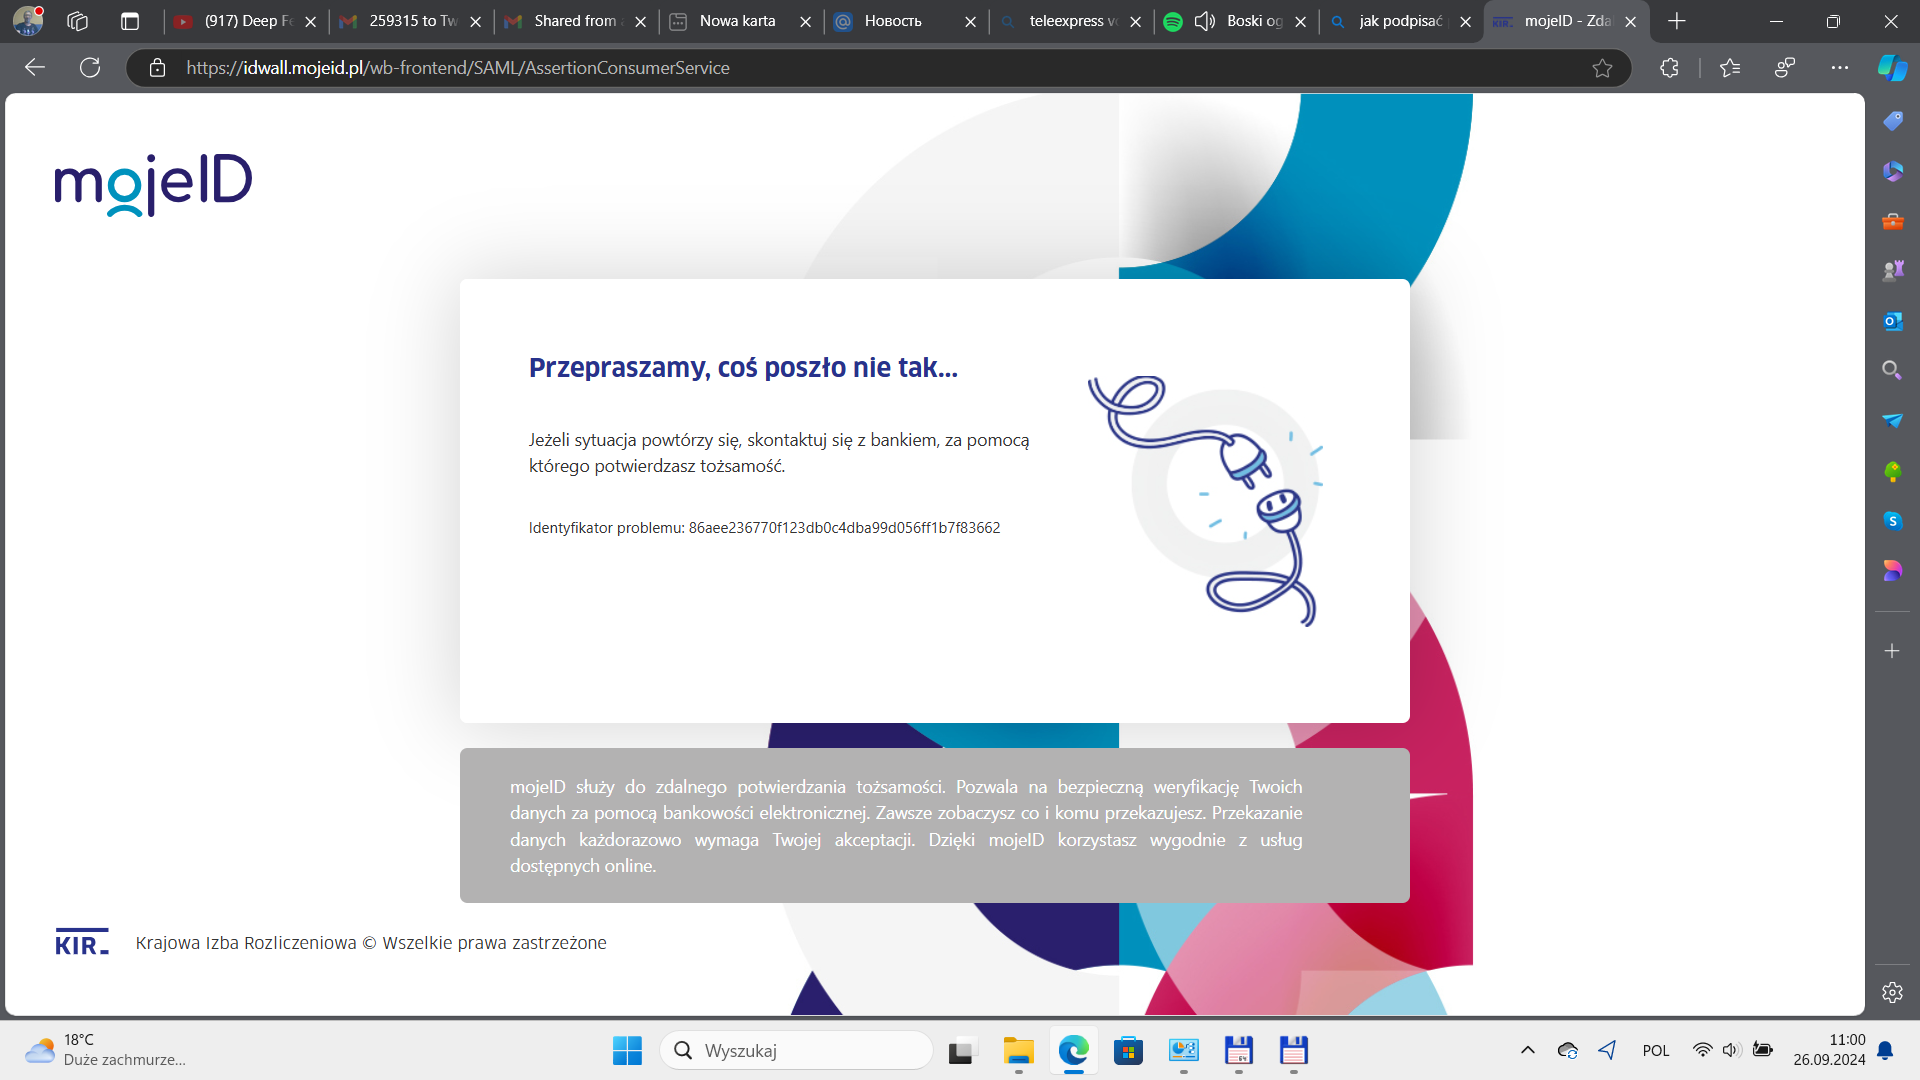 (917) Deep Fe
259315 to Tw
Shared from a
Nowa karta
Новость
teleexpress v
Boski og
jak podpisać
KIR
mojeID - Zda
https://idwall.mojeid.pl/wb-frontend/SAML/AssertionConsumerService
mojeID
Przepraszamy, coś poszło nie tak...
Jeżeli sytuacja powtórzy się, skontaktuj się z bankiem, za pomocą
którego potwierdzasz tożsamość.
Identyfikator problemu: 86aee236770f123db0c4dba99d056ff1b7f83662
mojeID służy do zdalnego potwierdzania tożsamości. Pozwala na bezpieczną weryfikację Twoich
danych za pomocą bankowości elektronicznej. Zawsze zobaczysz co i komu przekazujesz. Przekazanie
danych każdorazowo wymaga Twojej akceptacji. Dzięki mojeID korzystasz wygodnie z usług
dostępnych online.
KIR
Krajowa Izba Rozliczeniowa © Wszelkie prawa zastrzeżone
18°C
Duże zachmurze...
Wyszukaj
64
POL
11:00
26.09.2024